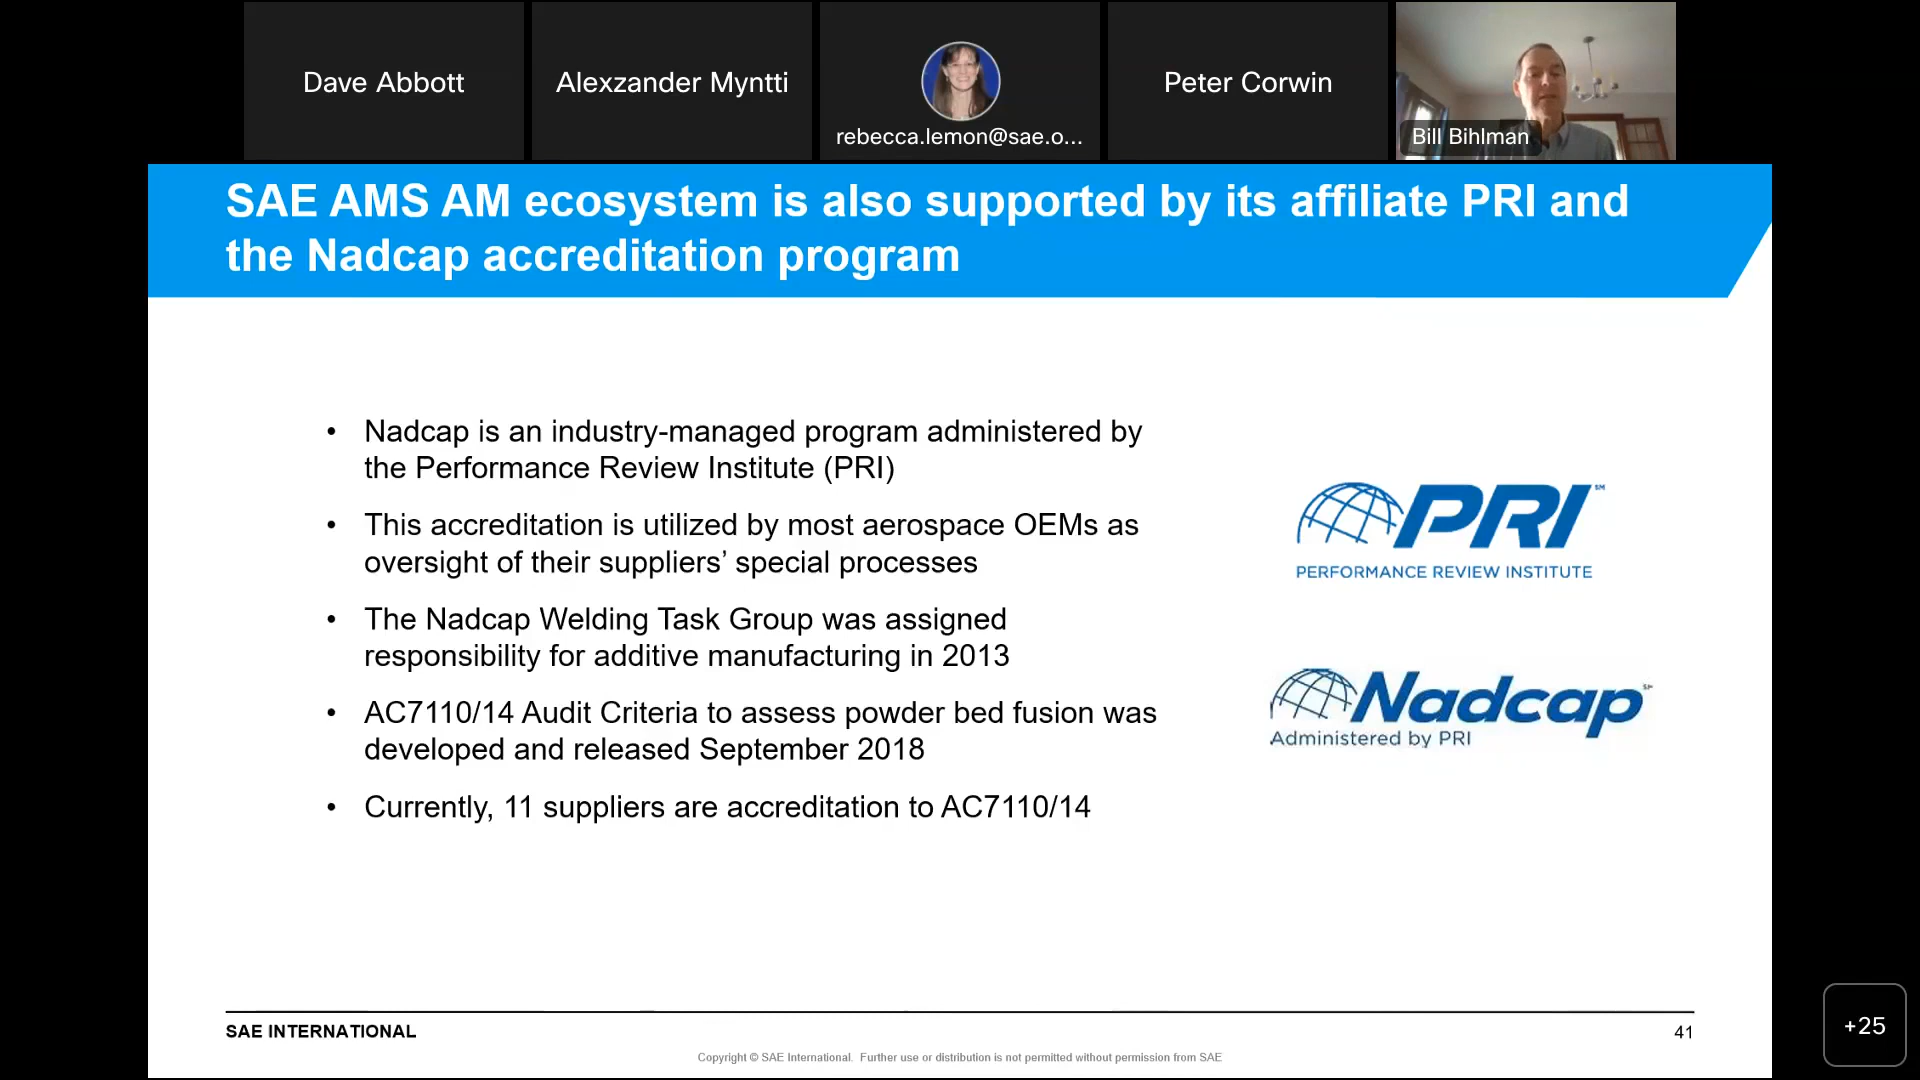 Dave Abbott
Alexzander Myntti
rebecca.lemon@sae.o...
Peter Corwin
Bill Bihlman
SAE AMS AM ecosystem is also supported by its affiliate PRI and
the Nadcap accreditation program
• Nadcap is an industry-managed program administered by
the Performance Review Institute (PRI)
• This accreditation is utilized by most aerospace OEMs as
oversight of their suppliers’ special processes
• The Nadcap Welding Task Group was assigned
responsibility for additive manufacturing in 2013
• AC7110/14 Audit Criteria to assess powder bed fusion was
developed and released September 2018
• Currently, 11 suppliers are accreditation to AC7110/14
PRI℠
PERFORMANCE REVIEW INSTITUTE
Nadcap℠
Administered by PRI
SAE INTERNATIONAL
41
Copyright © SAE International. Further use or distribution is not permitted without permission from SAE
+25